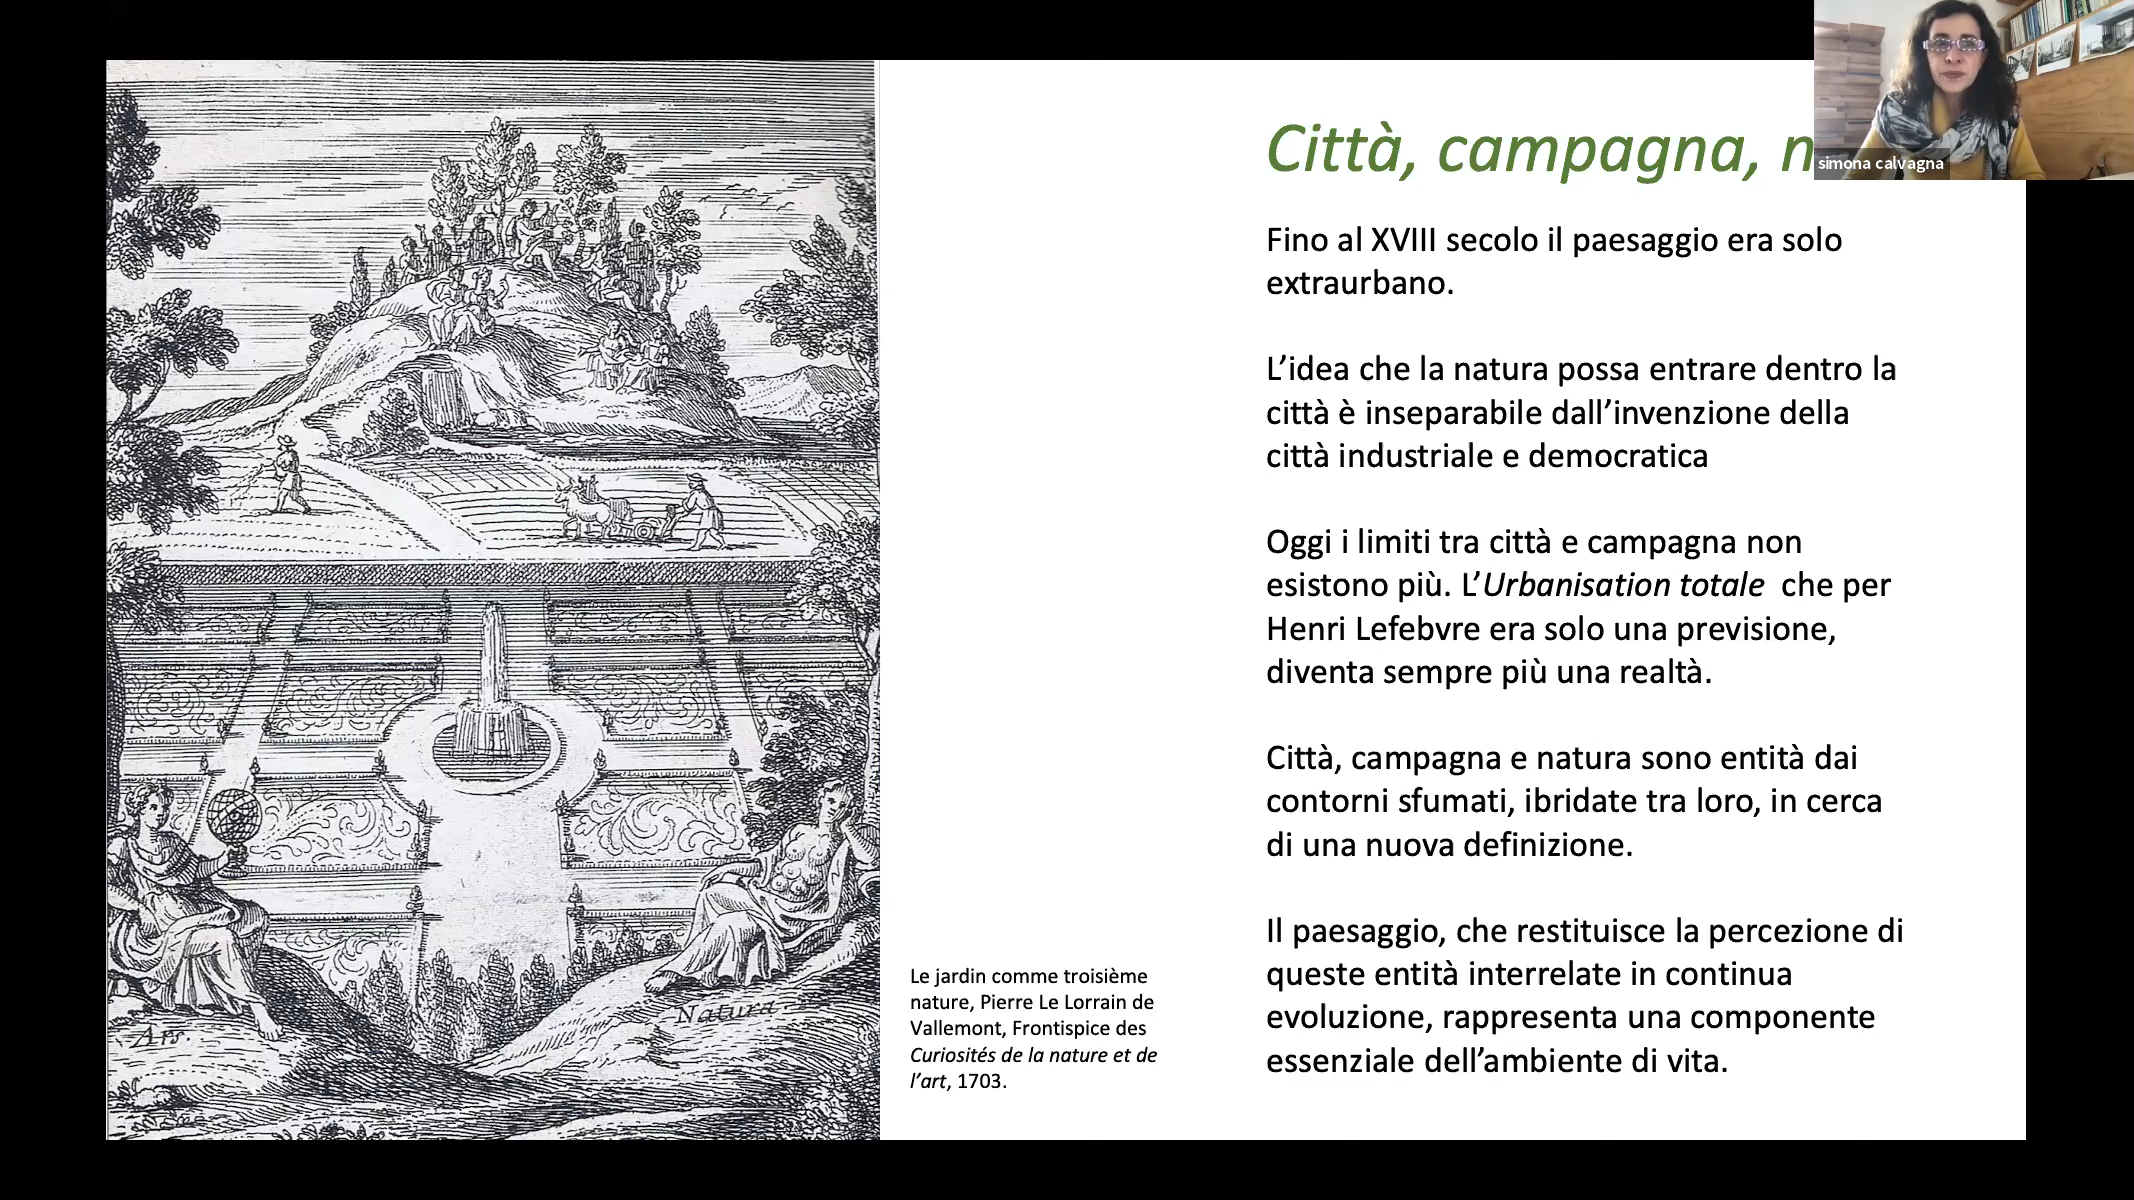 Città, campagna, n
simona calvagna
Fino al XVIII secolo il paesaggio era solo
extraurbano.
L’idea che la natura possa entrare dentro la
città è inseparabile dall’invenzione della
città industriale e democratica
Oggi i limiti tra città e campagna non
esistono più. L’Urbanisation totale che per
Henri Lefebvre era solo una previsione,
diventa sempre più una realtà.
Città, campagna e natura sono entità dai
contorni sfumati, ibridate tra loro, in cerca
di una nuova definizione.
Il paesaggio, che restituisce la percezione di
queste entità interrelate in continua
evoluzione, rappresenta una componente
essenziale dell’ambiente di vita.
Le jardin comme troisième
nature, Pierre Le Lorrain de
Vallemont, Frontispice des
Curiosités de la nature et de
l’art, 1703.
Ars.
Natura